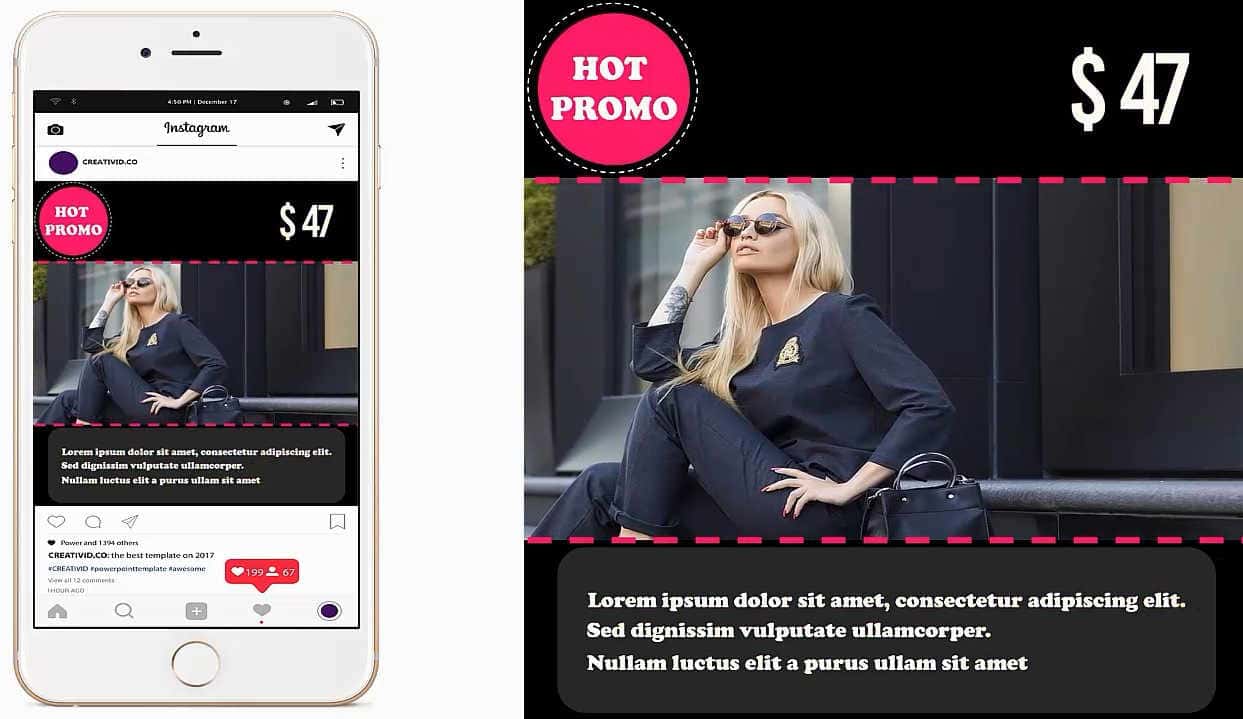 4:50 PM | December 17
Instagram
CREATIVID.CO
HOT
PROMO
$ 47
Lorem ipsum dolor sit amet, consectetur adipiscing elit.
Sed dignissim vulputate ullamcorper.
Nullam luctus elit a purus ullam sit amet
Power and 1394 others
CREATIVID,CO: the best template on 2017
#CREATIVID #powerpointtemplate #awesome
View all 12 comments
1 HOUR AGO
199 67
HOT
PROMO
$ 47
Lorem ipsum dolor sit amet, consectetur adipiscing elit.
Sed dignissim vulputate ullamcorper.
Nullam luctus elit a purus ullam sit amet